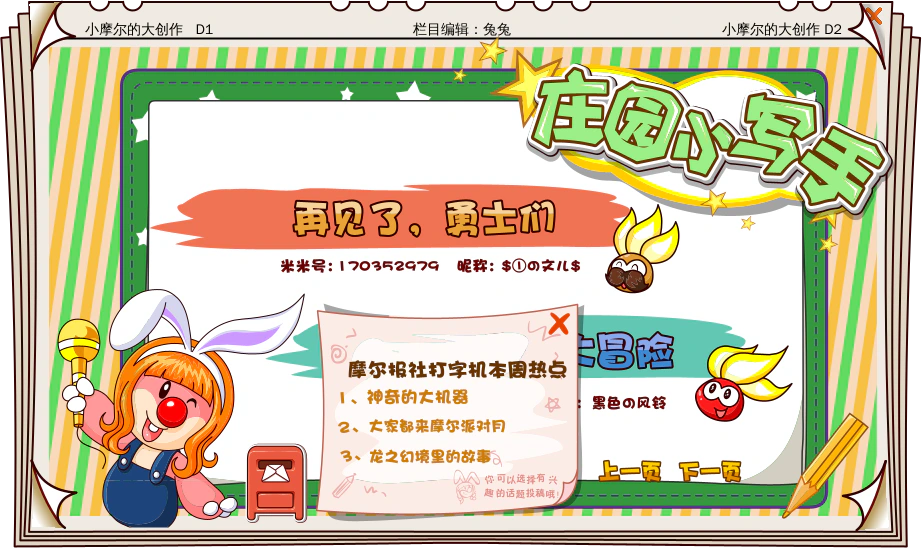 小摩尔的大创作 D1
栏目编辑：兔兔
小摩尔的大创作 D2
庄园小写手
再见了，勇士们
米米号：170352979 昵称：$①の文儿$
大冒险
：黑色の风铃
摩尔报社打字机本周热点
1、神奇的大机器
2、大家都来摩尔派对月
3、龙之幻境里的故事
你可以选择有兴
趣的话题投稿哦!
上一页 下一页